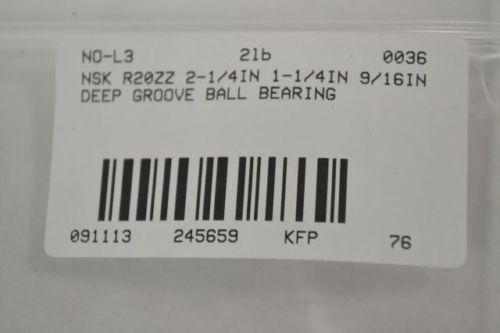 NO-L3 2lb 0036
NSK R20ZZ 2-1/4IN 1-1/4IN 9/16IN
DEEP GROOVE BALL BEARING
091113 245659 KFP 76